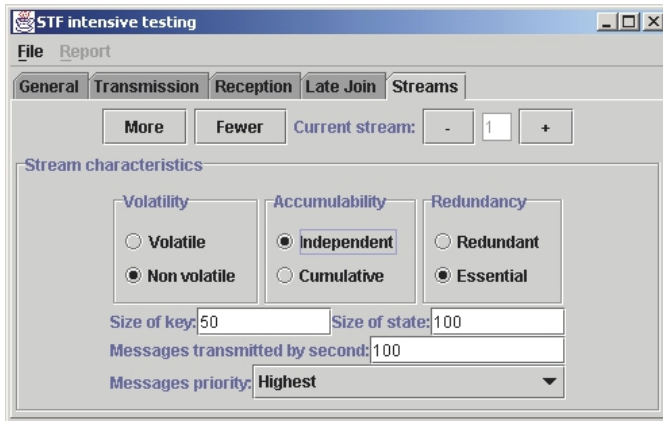 STF intensive testing
File Report
General Transmission Reception Late Join Streams
More Fewer Current stream: - 1 +
Stream characteristics
Volatility Accumulability Redundancy
Volatile Independent Redundant
Non volatile Cumulative Essential
Size of key: 50 Size of state: 100
Messages transmitted by second: 100
Messages priority: Highest